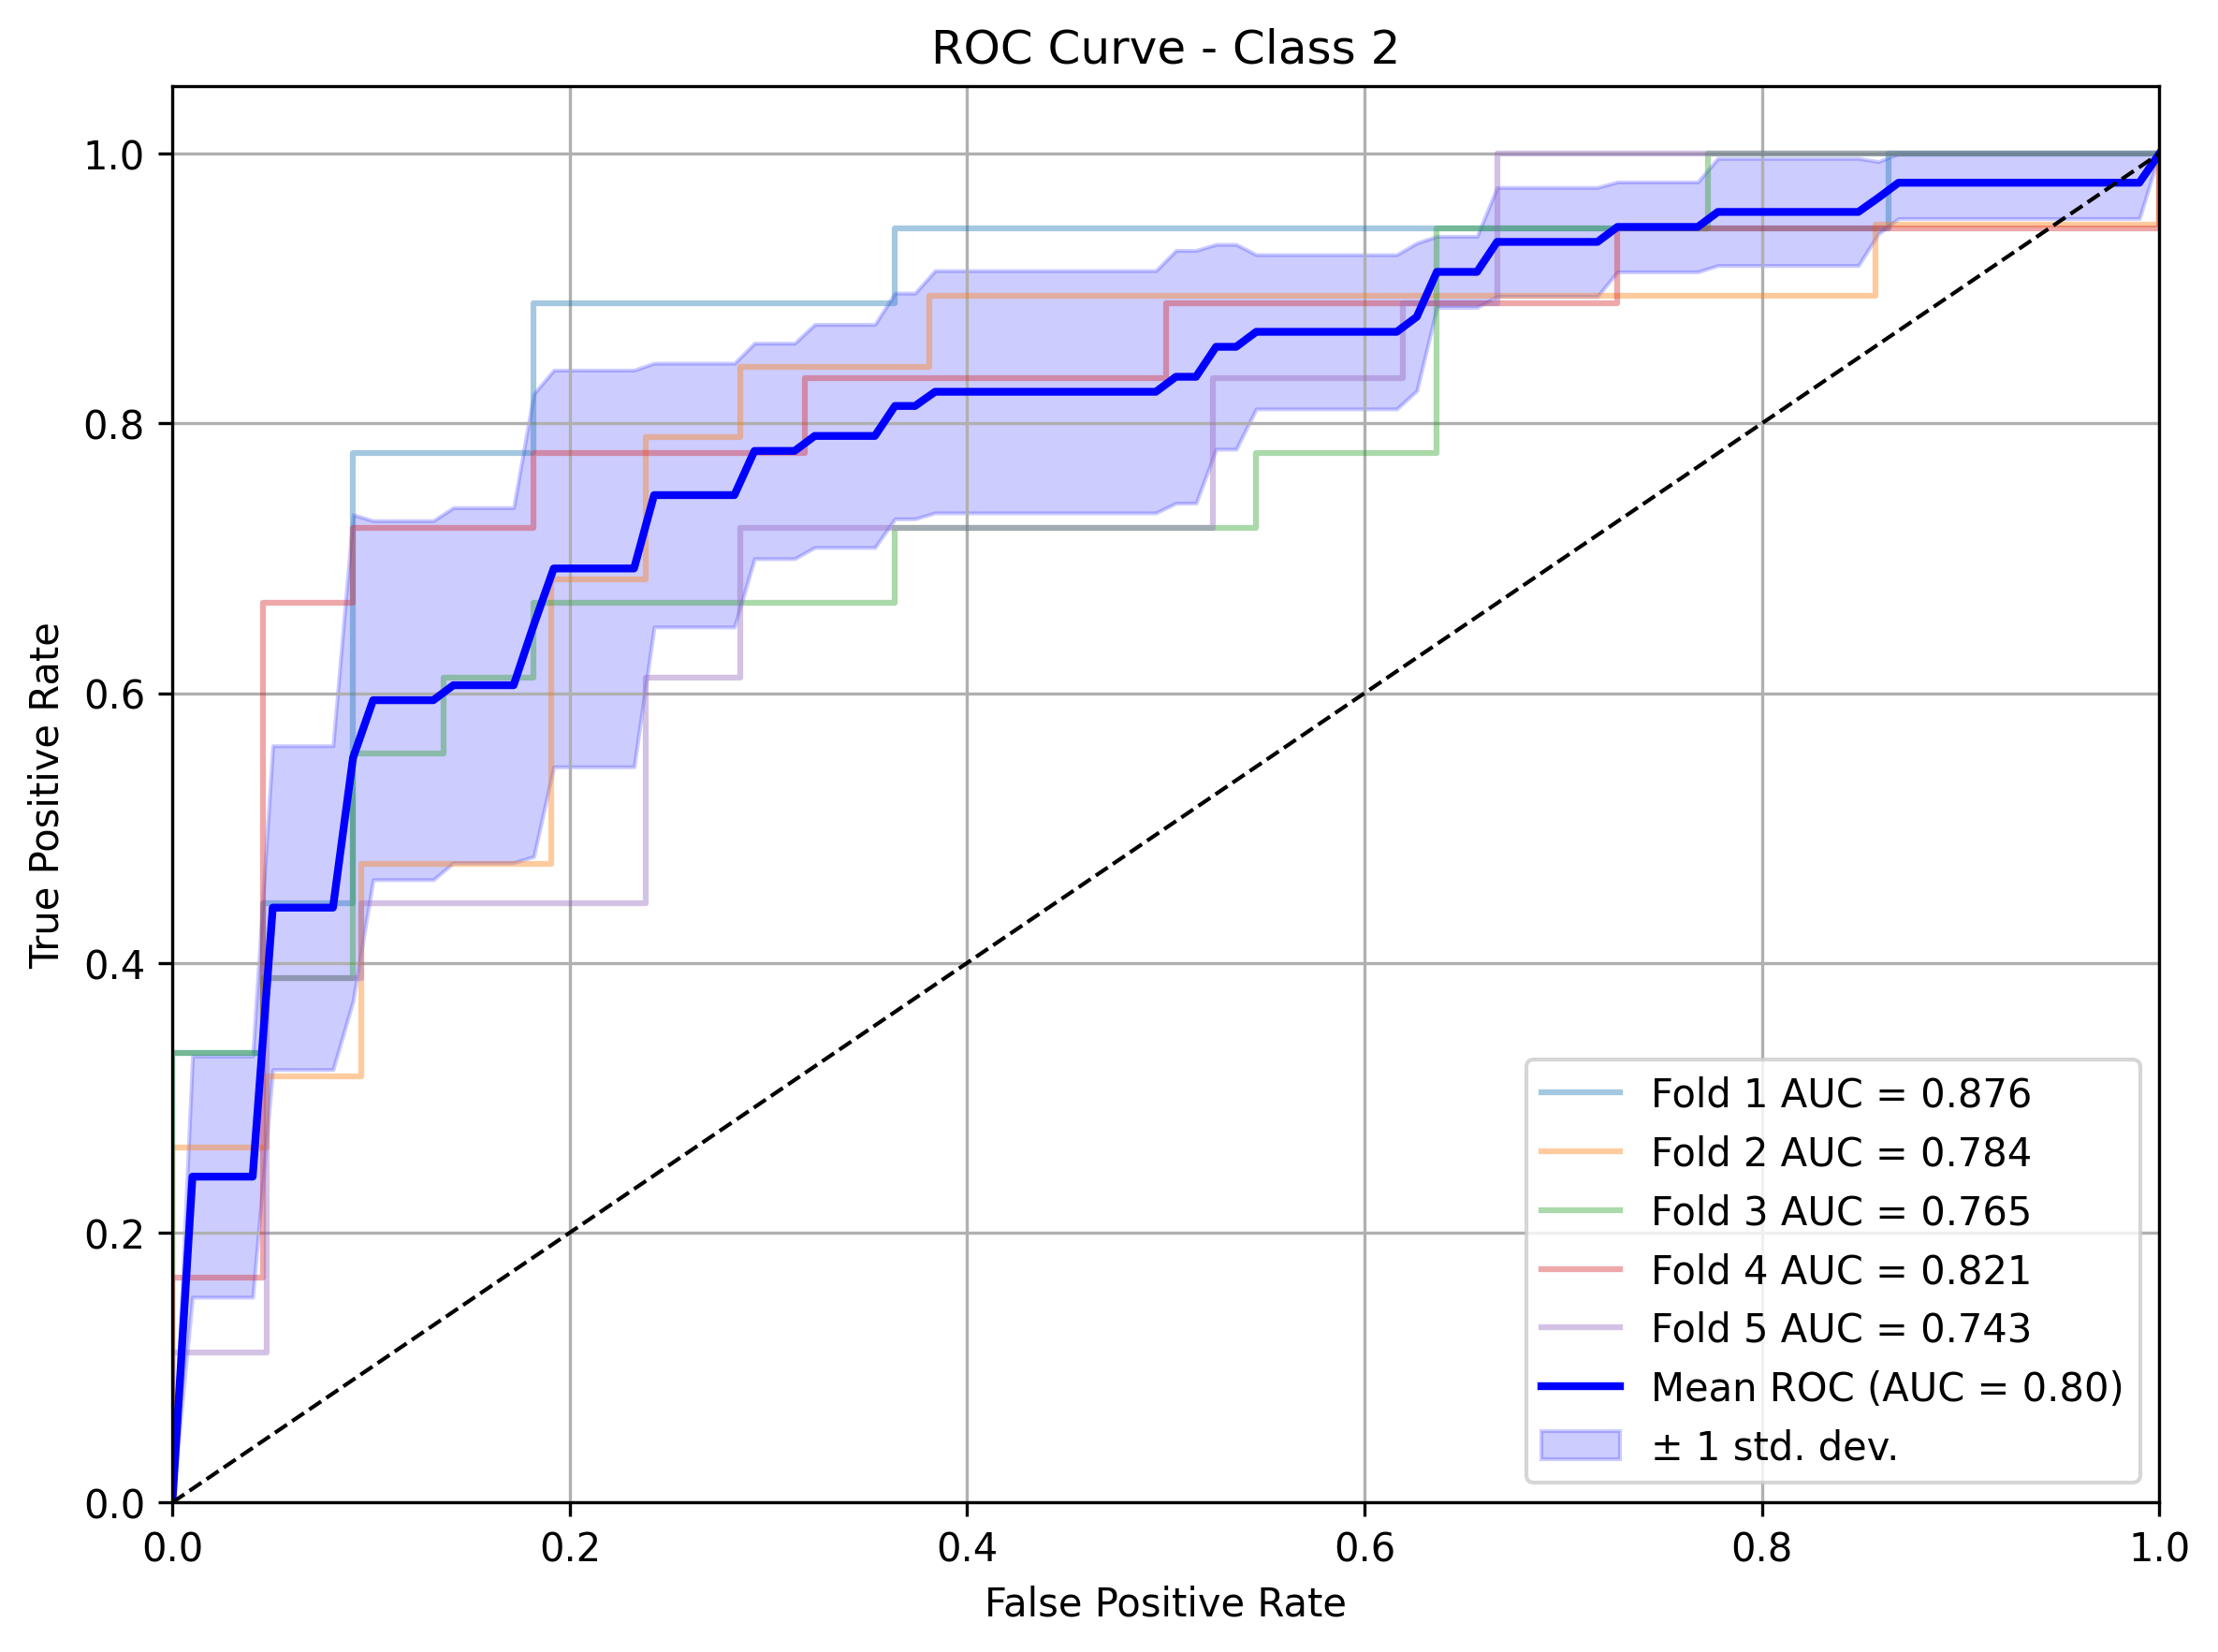 ROC Curve - Class 2
True Positive Rate
1.0
0.8
0.6
0.4
0.2
0.0
0.0 0.2 0.4 0.6 0.8 1.0
False Positive Rate
Fold 1 AUC = 0.876
Fold 2 AUC = 0.784
Fold 3 AUC = 0.765
Fold 4 AUC = 0.821
Fold 5 AUC = 0.743
Mean ROC (AUC = 0.80)
± 1 std. dev.